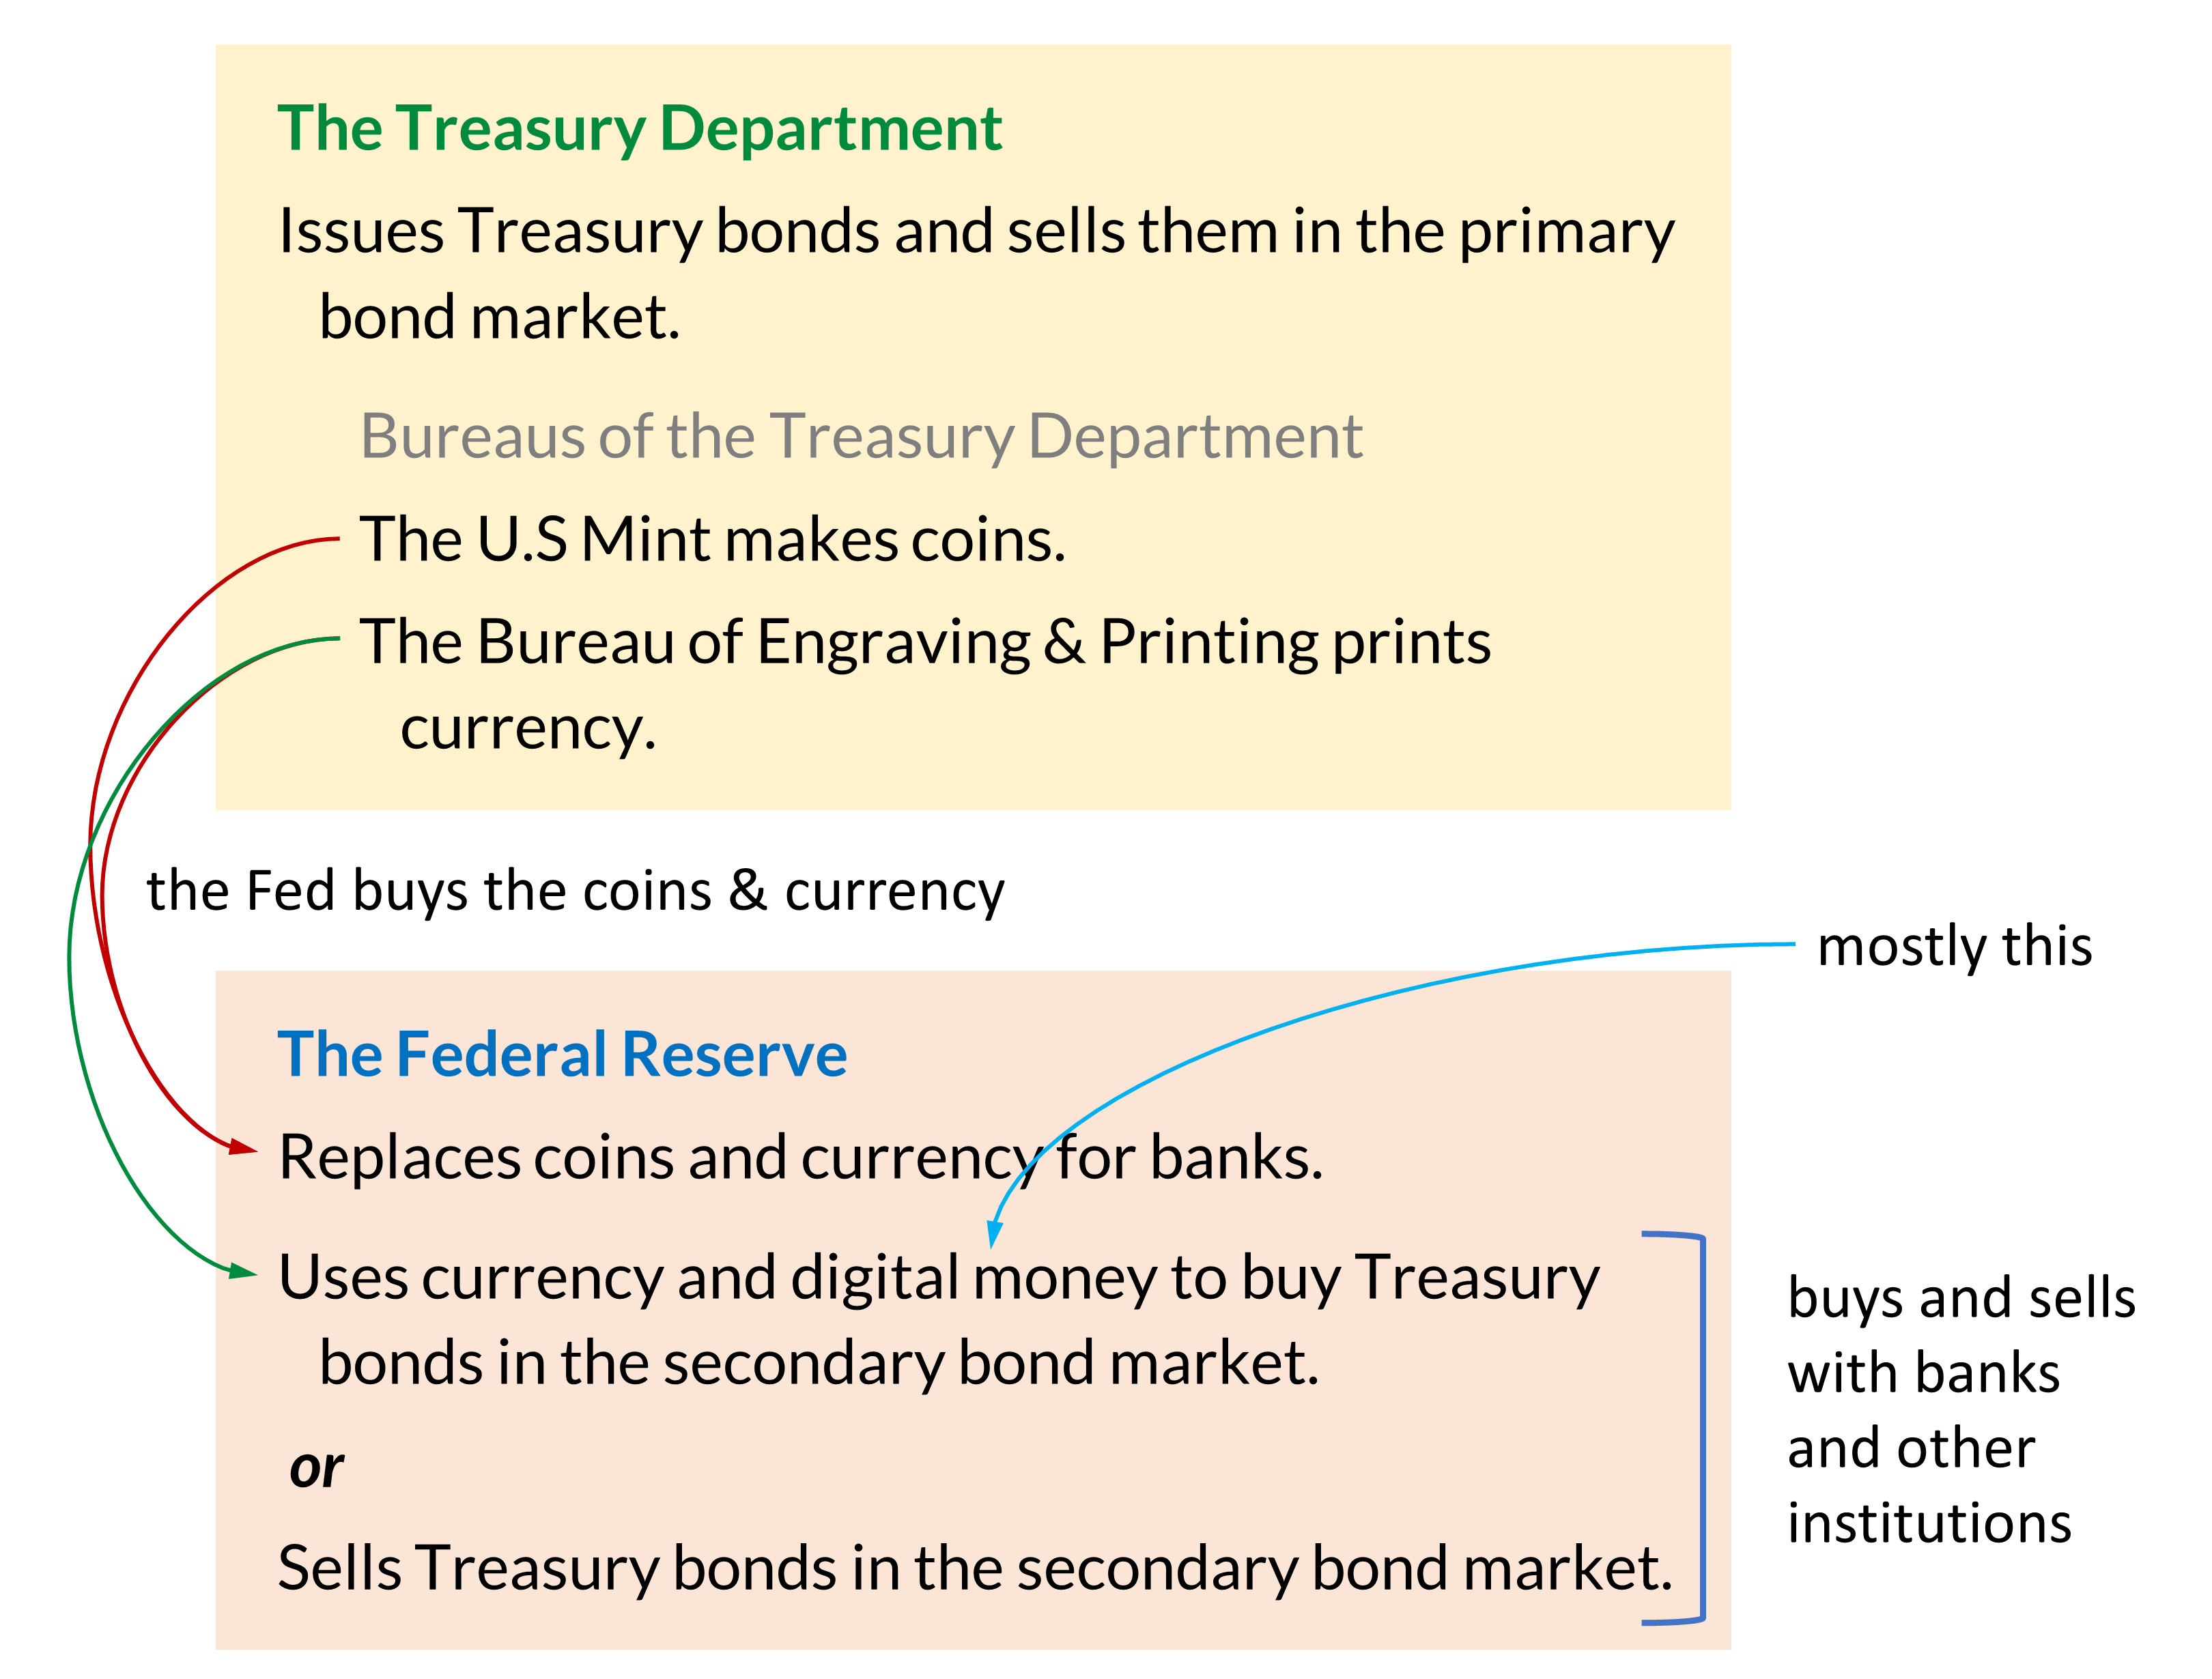 The Treasury Department
Issues Treasury bonds and sells them in the primary
bond market.
Bureaus of the Treasury Department
The U.S Mint makes coins.
The Bureau of Engraving & Printing prints
currency.
the Fed buys the coins & currency
mostly this
The Federal Reserve
Replaces coins and currency for banks.
Uses currency and digital money to buy Treasury
bonds in the secondary bond market.
or
Sells Treasury bonds in the secondary bond market.
buys and sells
with banks
and other
institutions